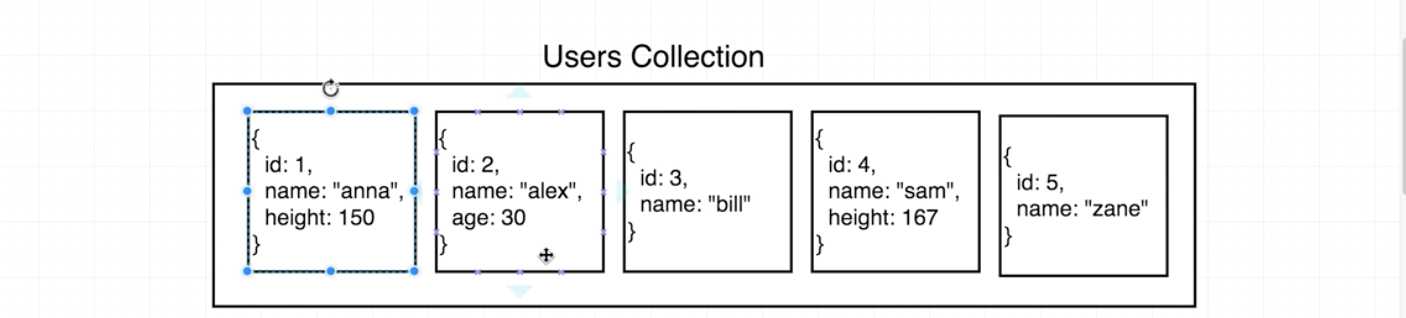 Users Collection
{
id: 1,
name: "anna",
height: 150
}
{
id: 2,
name: "alex",
age: 30
}
{
id: 3,
name: "bill"
}
{
id: 4,
name: "sam",
height: 167
}
{
id: 5,
name: "zane"
}